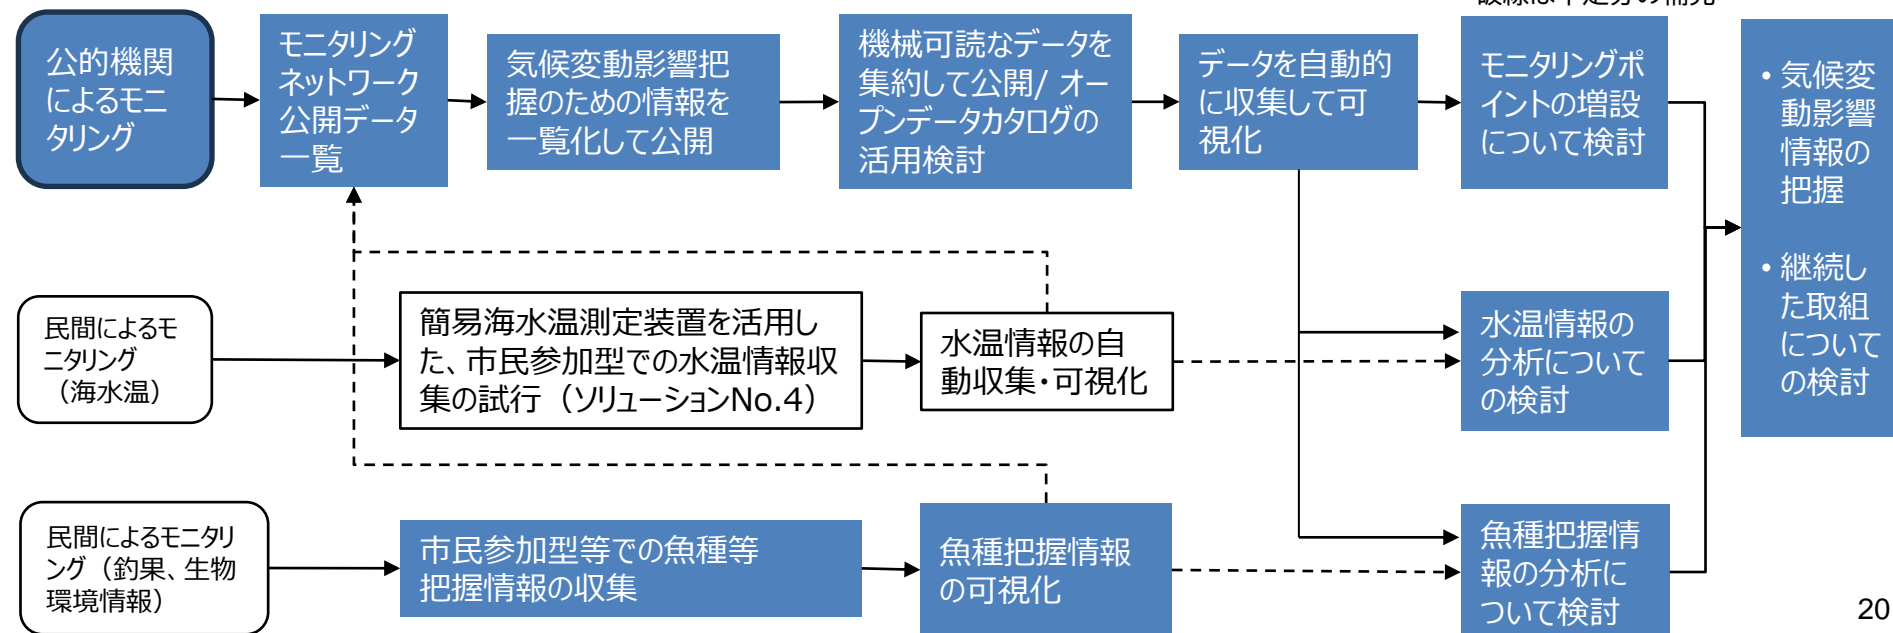 公的機関
によるモニ
タリング
モニタリング
ネットワーク
公開データ
一覧
気候変動影響把
握のための情報を
一覧化して公開
機械可読なデータを
集約して公開/ オー
プンデータカタログの
活用検討
データを自動的
に収集して可
視化
モニタリングポ
イントの増設
について検討
• 気候変
動影響
情報の
把握
• 継続し
た取組
について
の検討
民間によるモ
ニタリング
（海水温）
簡易海水温測定装置を活用し
た、市民参加型での水温情報収
集の試行（ソリューションNo.4）
水温情報の自
動収集・可視化
水温情報の
分析について
の検討
民間によるモニタリ
ング（釣果、生物
環境情報）
市民参加型等での魚種等
把握情報の収集
魚種把握情報
の可視化
魚種把握情
報の分析に
ついて検討
20